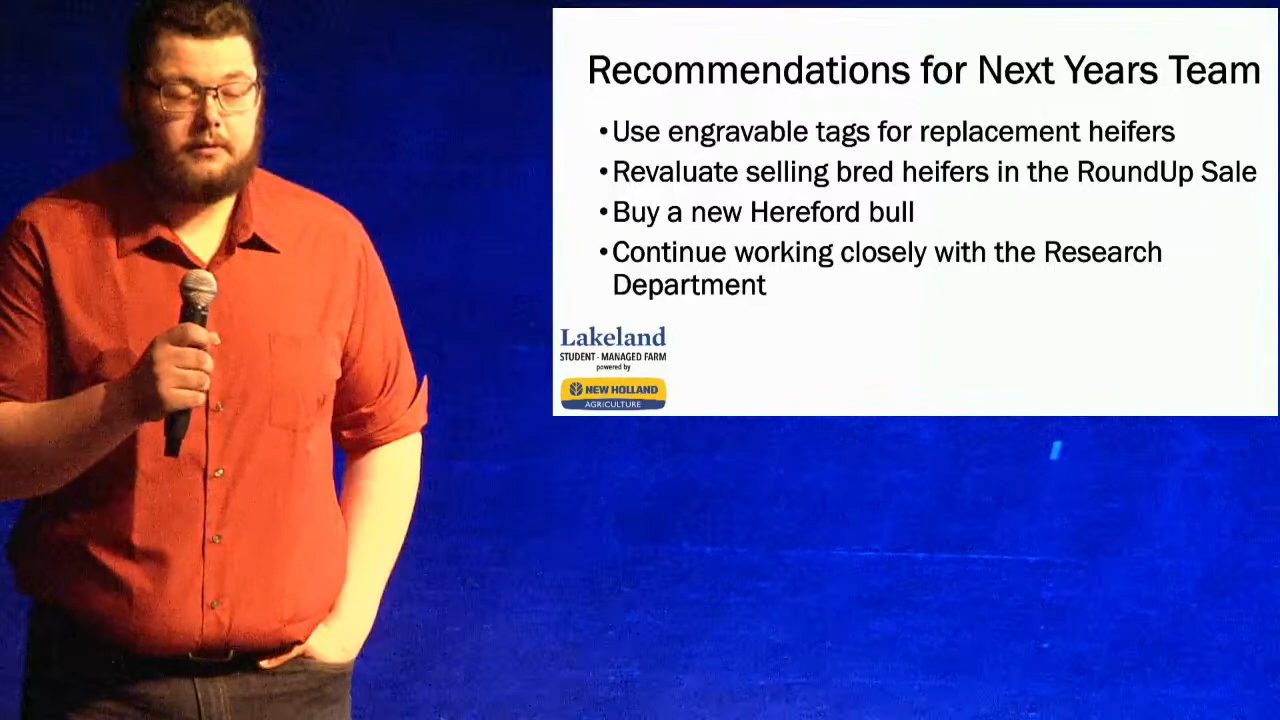 Recommendations for Next Years Team
•Use engravable tags for replacement heifers
•Revaluate selling bred heifers in the RoundUp Sale
•Buy a new Hereford bull
•Continue working closely with the Research
Department
Lakeland
STUDENT-MANAGED FARM
powered by
NEW HOLLAND
AGRICULTURE